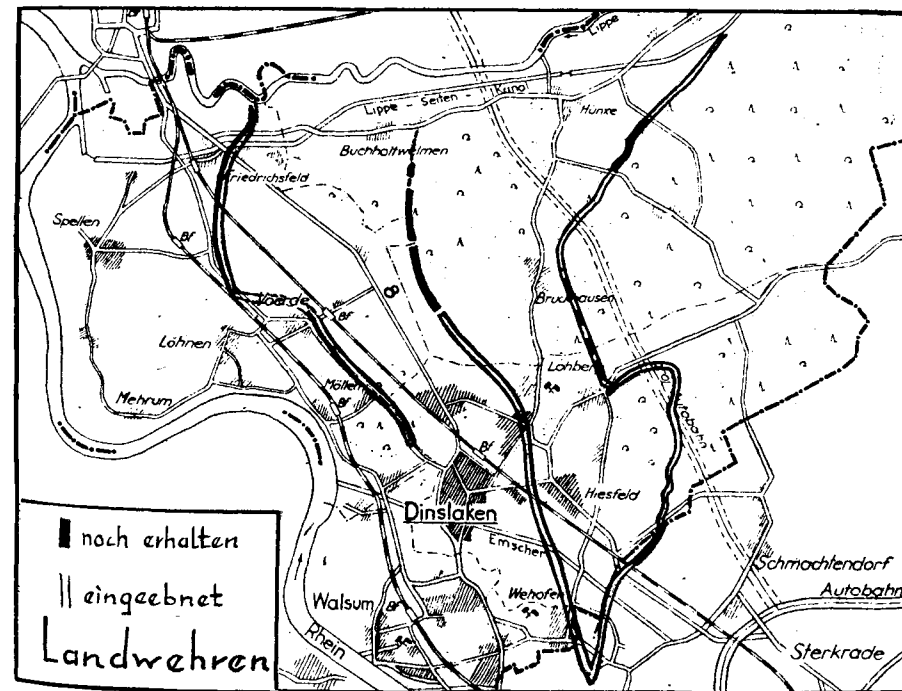 Lippe
Lippe - Seiten - Kanal
Hünxe
Buchholtwelmen
Friedrichsfeld
Spellen
Bf
Voerde
Bf
Bruckhausen
Löhnen
Lohberg
Möllen
Mehrum
Bf
Autobahn
Bf
Hiesfeld
Dinslaken
Emscher
Schmachtendorf
Autobahn
Wehofen
Walsum
Bf
Rhein
Sterkrade
noch erhalten
eingeebnet
Landwehren